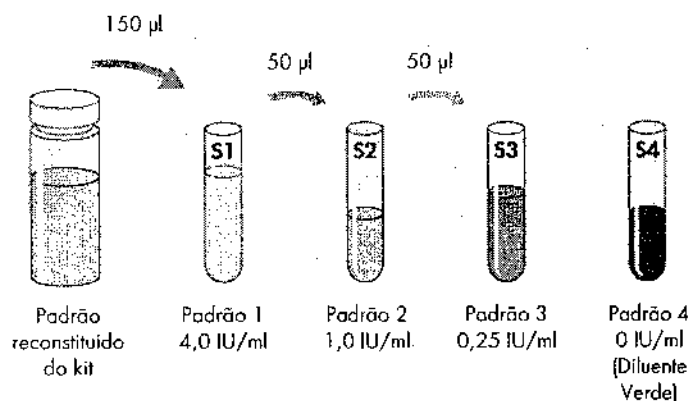 150 µl
50 µl
50 µl
S1
S2
S3
S4
Padrão
reconstituído
do kit
Padrão 1
4,0 IU/ml
Padrão 2
1,0 IU/ml.
Padrão 3
0,25 IU/ml
Padrão 4
0 IU/ml
(Diluente
Verde)